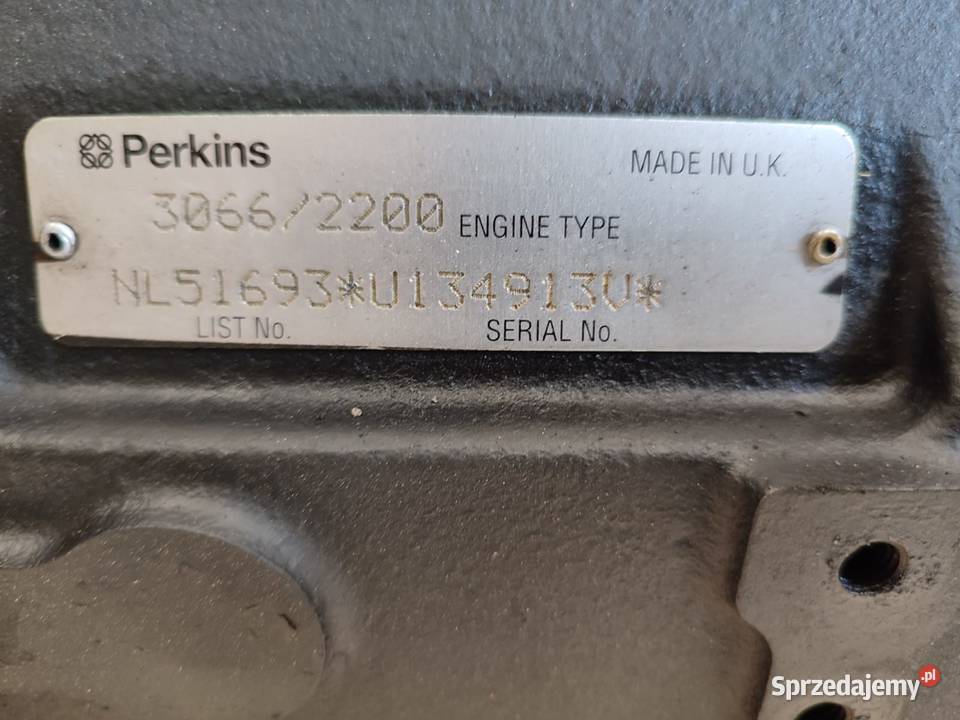 Perkins MADE IN U.K.
3066/2200 ENGINE TYPE
NL51693*U134913V*
LIST No. SERIAL No.
Sprzedajemy.pl